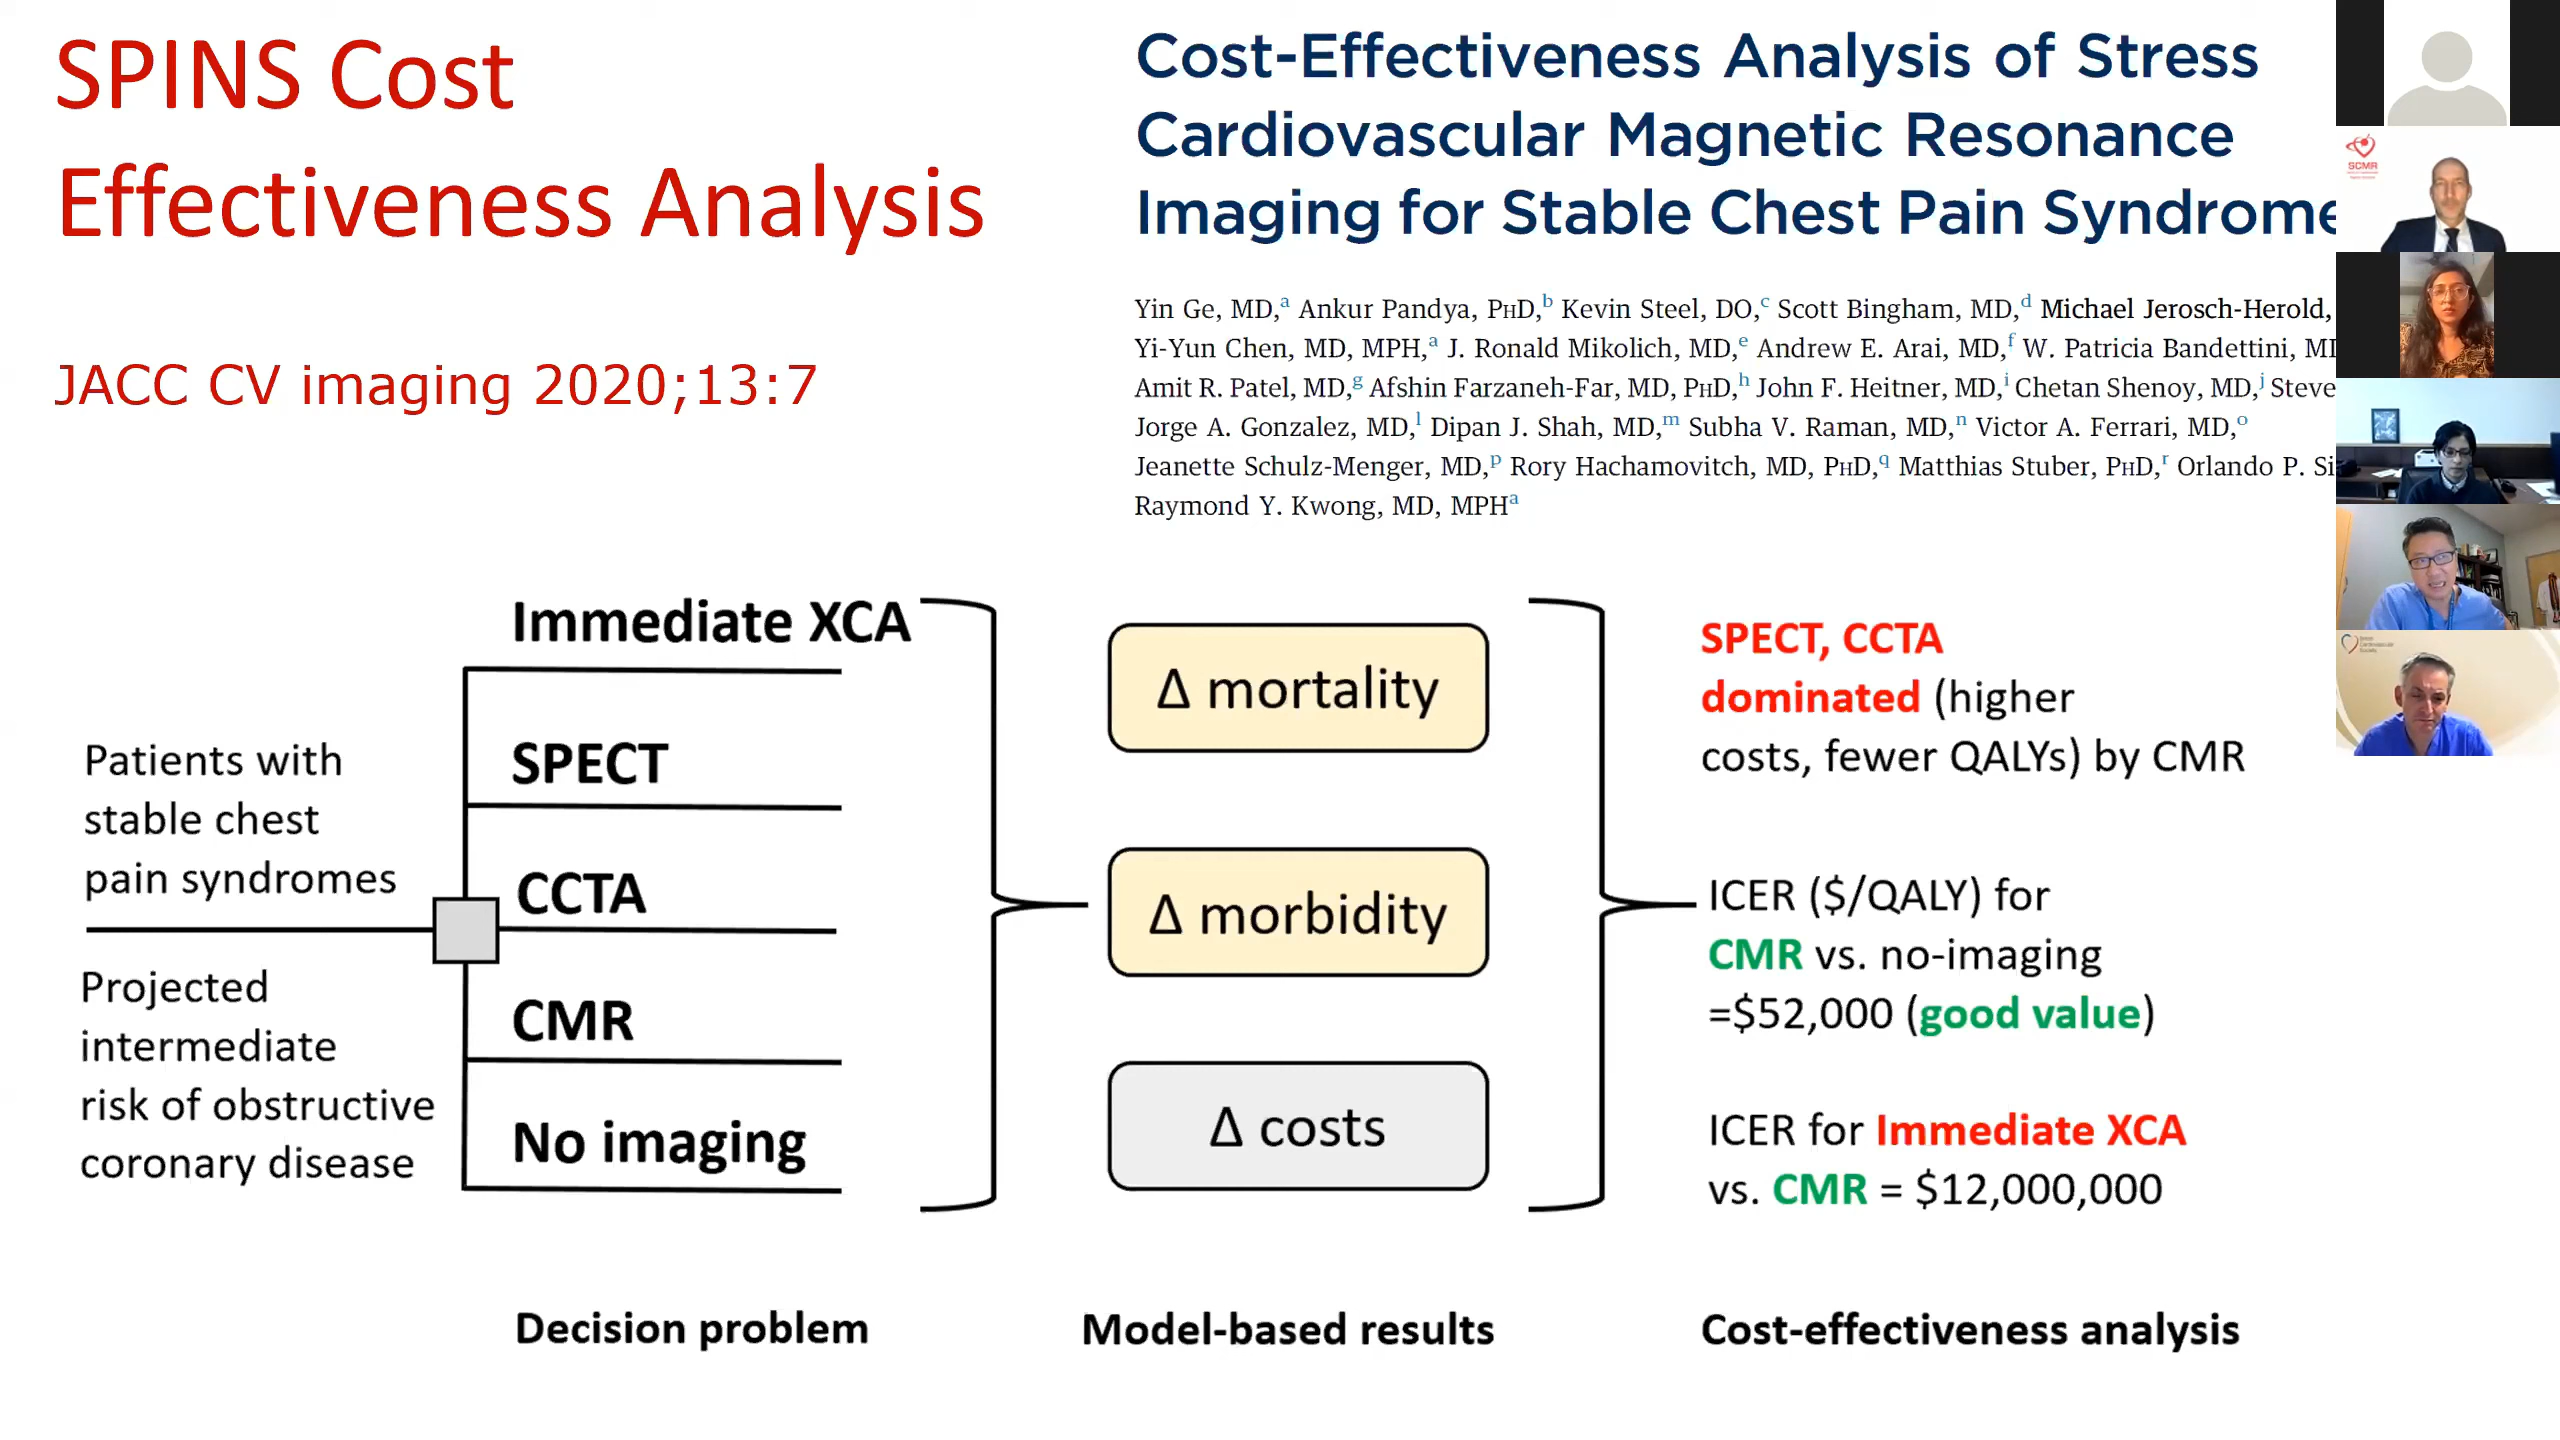 SPINS Cost
Effectiveness Analysis
JACC CV imaging 2020;13:7
Cost-Effectiveness Analysis of Stress
Cardiovascular Magnetic Resonance
Imaging for Stable Chest Pain Syndrome
Yin Ge, MD,a Ankur Pandya, PhD,b Kevin Steel, DO,c Scott Bingham, MD,d Michael Jerosch-Herold,
Yi-Yun Chen, MD, MPH,a J. Ronald Mikolich, MD,e Andrew E. Arai, MD,f W. Patricia Bandettini,
Amit R. Patel, MD,g Afshin Farzaneh-Far, MD, PhD,h John F. Heitner, MD,i Chetan Shenoy, MD,j Steve
Jorge A. Gonzalez, MD,l Dipan J. Shah, MD,m Subha V. Raman, MD,n Victor A. Ferrari, MD,o
Jeanette Schulz-Menger, MD,p Rory Hachamovitch, MD, PhD,q Matthias Stuber, PhD,r Orlando P. Si
Raymond Y. Kwong, MD, MPHa
SCMR
Patients with
stable chest
pain syndromes
Projected
intermediate
risk of obstructive
coronary disease
Immediate XCA
SPECT
CCTA
CMR
No imaging
Decision problem
Δ mortality
Δ morbidity
Δ costs
Model-based results
SPECT, CCTA
dominated (higher
costs, fewer QALYs) by CMR
ICER ($/QALY) for
CMR vs. no-imaging
=$52,000 (good value)
ICER for Immediate XCA
vs. CMR = $12,000,000
Cost-effectiveness analysis